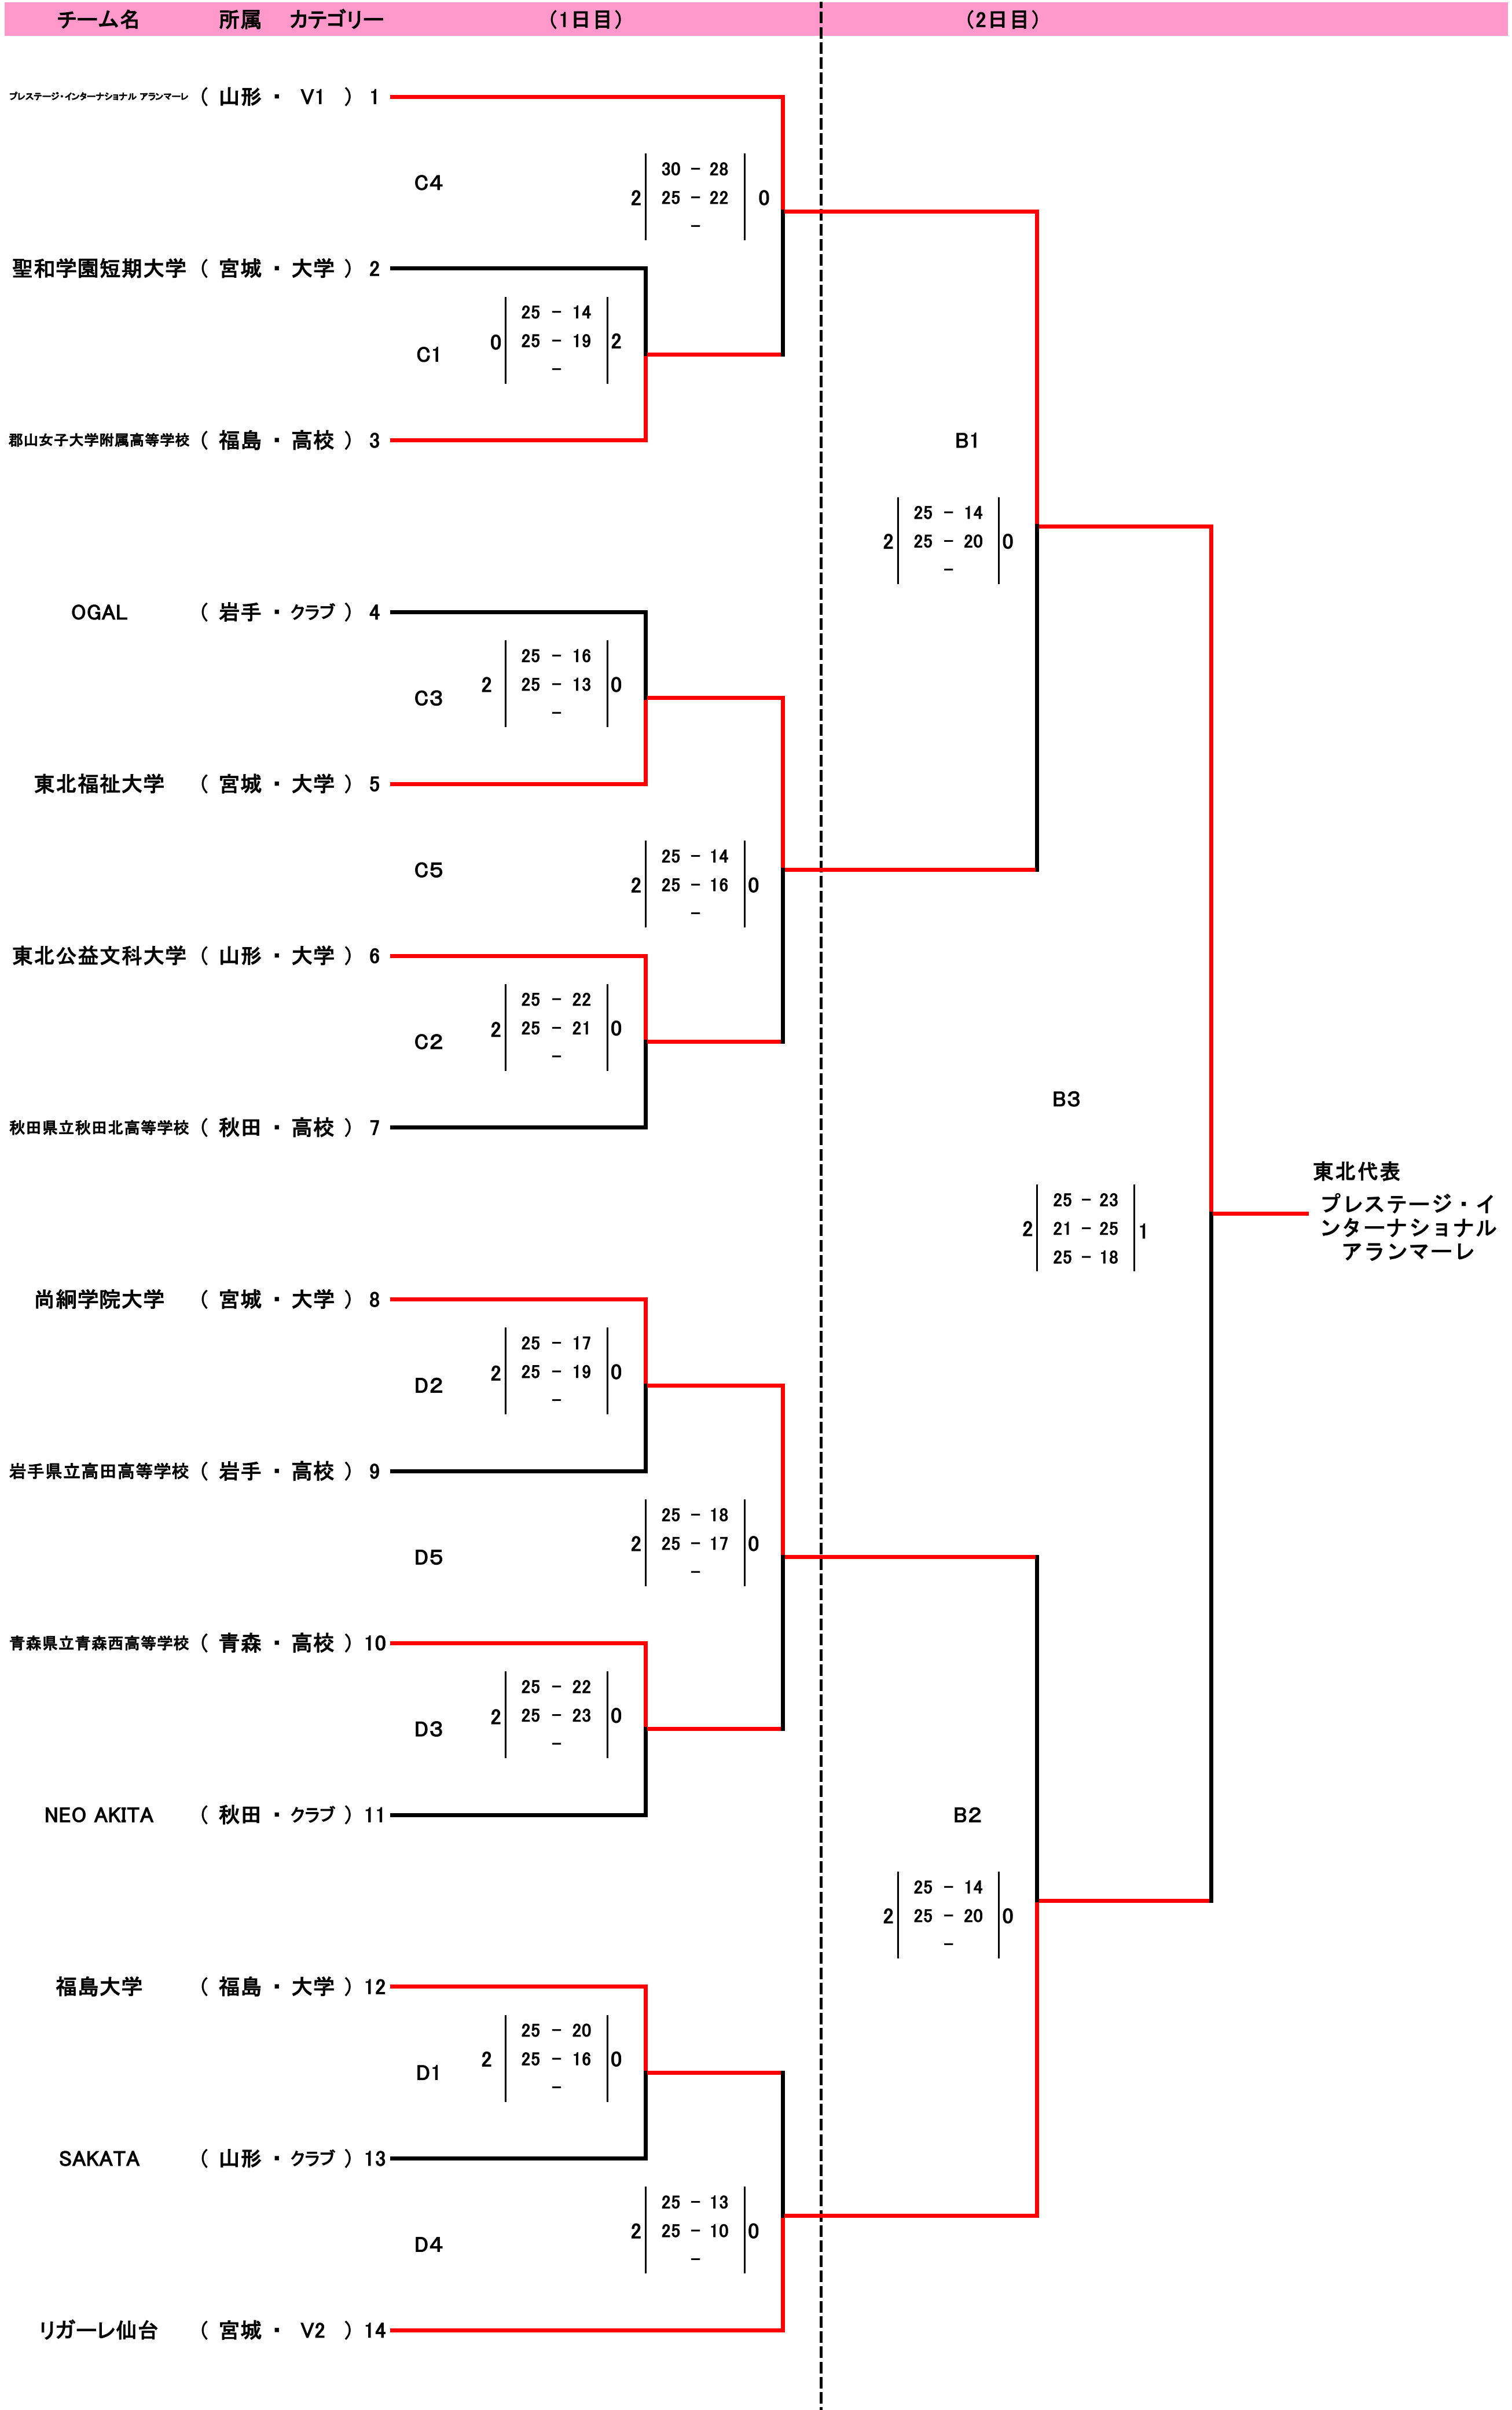 チーム名 所属 カテゴリー （1日目） （2日目）
プレステージ・インターナショナル アランマーレ （ 山形 ・ V1 ） 1
C4
30 - 28
2 25 - 22 0
-
聖和学園短期大学 （ 宮城 ・ 大学 ） 2
C1
25 - 14
0 25 - 19 2
-
郡山女子大学附属高等学校 （ 福島 ・ 高校 ） 3
B1
25 - 14
2 25 - 20 0
-
OGAL （ 岩手 ・ クラブ ） 4
C3
25 - 16
2 25 - 13 0
-
東北福祉大学 （ 宮城 ・ 大学 ） 5
C5
25 - 14
2 25 - 16 0
-
東北公益文科大学 （ 山形 ・ 大学 ） 6
C2
25 - 22
2 25 - 21 0
-
秋田県立秋田北高等学校 （ 秋田 ・ 高校 ） 7
B3
25 - 23
2 21 - 25 1
25 - 18
東北代表
プレステージ・イ
ンターナショナル
アランマーレ
尚絅学院大学 （ 宮城 ・ 大学 ） 8
D2
25 - 17
2 25 - 19 0
-
岩手県立高田高等学校 （ 岩手 ・ 高校 ） 9
D5
25 - 18
2 25 - 17 0
-
青森県立青森西高等学校 （ 青森 ・ 高校 ） 10
D3
25 - 22
2 25 - 23 0
-
NEO AKITA （ 秋田 ・ クラブ ） 11
B2
25 - 14
2 25 - 20 0
-
福島大学 （ 福島 ・ 大学 ） 12
D1
25 - 20
2 25 - 16 0
-
SAKATA （ 山形 ・ クラブ ） 13
D4
25 - 13
2 25 - 10 0
-
リガーレ仙台 （ 宮城 ・ V2 ） 14